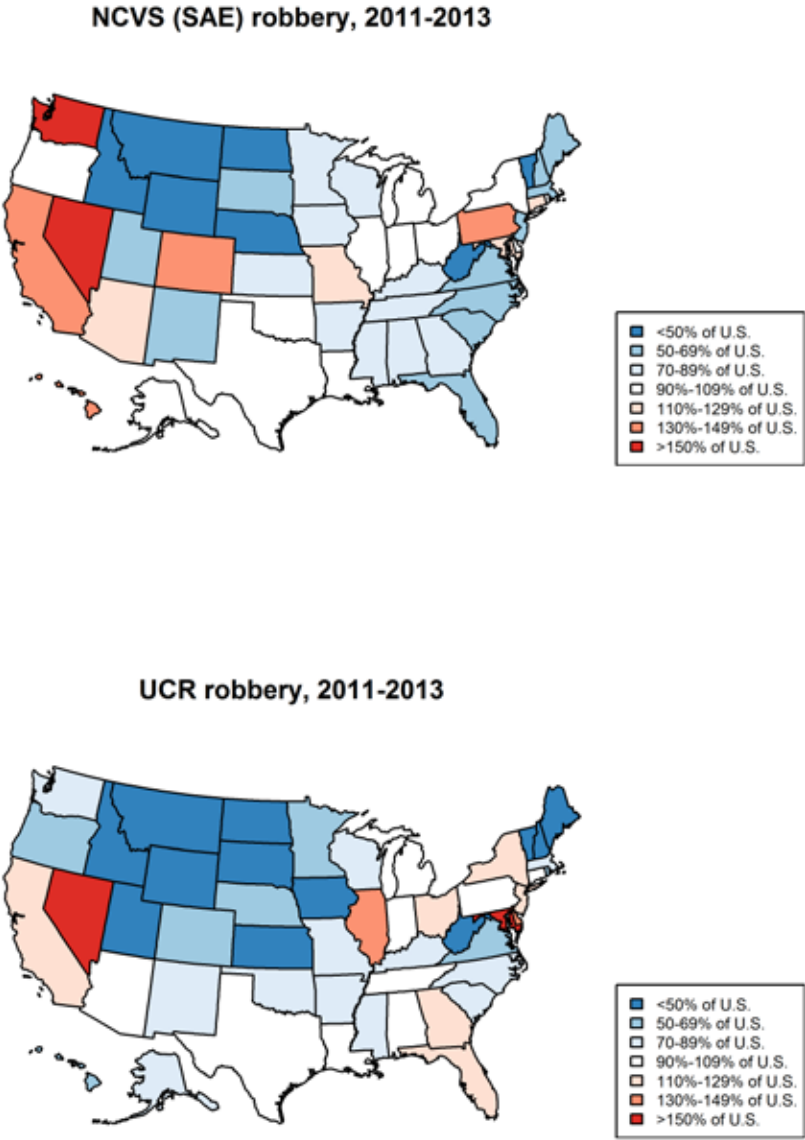 NCVS (SAE) robbery, 2011-2013
<50% of U.S.
50-69% of U.S.
70-89% of U.S.
90%-109% of U.S.
110%-129% of U.S.
130%-149% of U.S.
>150% of U.S.
UCR robbery, 2011-2013
<50% of U.S.
50-69% of U.S.
70-89% of U.S.
90%-109% of U.S.
110%-129% of U.S.
130%-149% of U.S.
>150% of U.S.